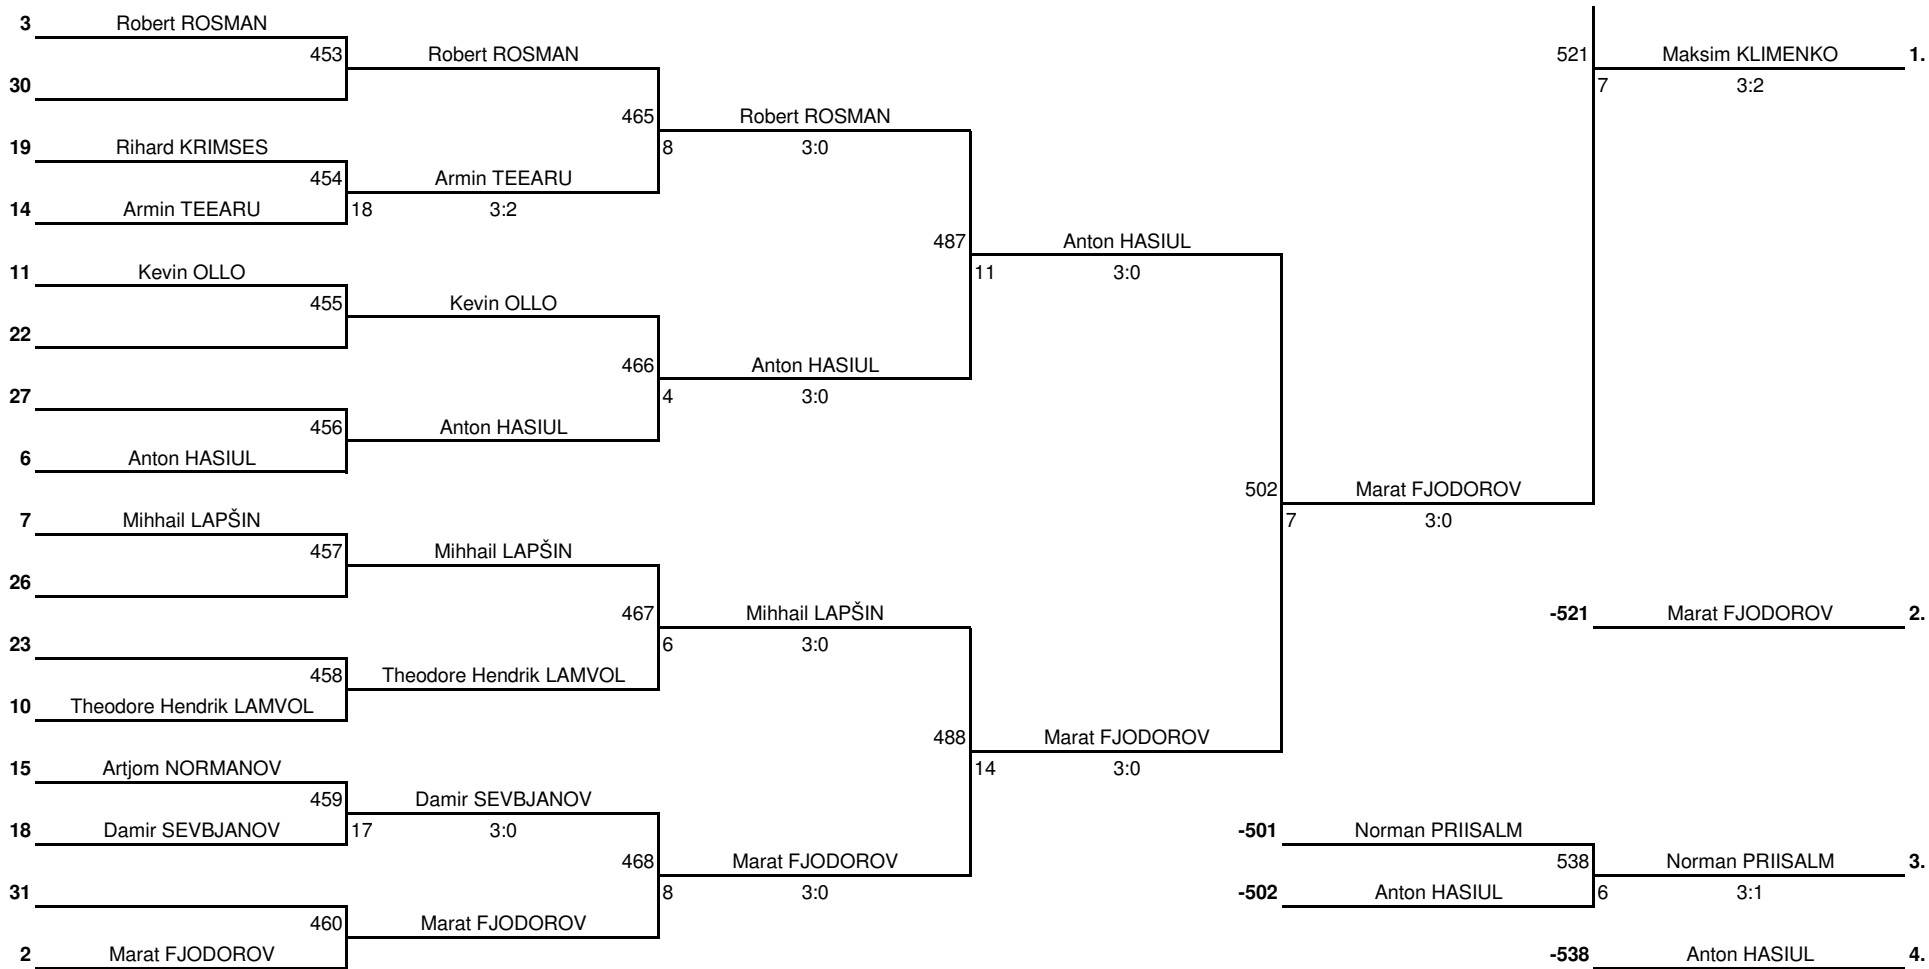 3 Robert ROSMAN
453 Robert ROSMAN 521 Maksim KLIMENKO 1.
30 7 3:2
465 Robert ROSMAN
19 Rihard KRIMSES 8 3:0
454 Armin TEEARU
14 Armin TEEARU 18 3:2
487 Anton HASIUL
11 Kevin OLLO 11 3:0
455 Kevin OLLO
22
466 Anton HASIUL
27 4 3:0
456 Anton HASIUL
6 Anton HASIUL
502 Marat FJODOROV
7 Mihhail LAPŠIN 7 3:0
457 Mihhail LAPŠIN
26
467 Mihhail LAPŠIN -521 Marat FJODOROV 2.
23 6 3:0
458 Theodore Hendrik LAMVOL
10 Theodore Hendrik LAMVOL
488 Marat FJODOROV
15 Artjom NORMANOV 14 3:0
459 Damir SEVBJANOV
18 Damir SEVBJANOV 17 3:0 -501 Norman PRIISALM
468 Marat FJODOROV 538 Norman PRIISALM 3.
31 8 3:0 -502 Anton HASIUL 6 3:1
460 Marat FJODOROV
2 Marat FJODOROV -538 Anton HASIUL 4.